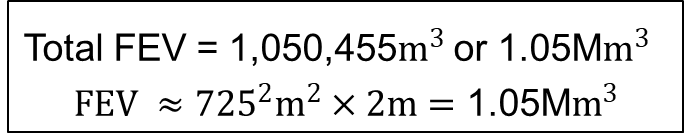 Total FEV = 1,050,455m³ or 1.05Mm³
FEV ≈ 725²m² × 2m = 1.05Mm³